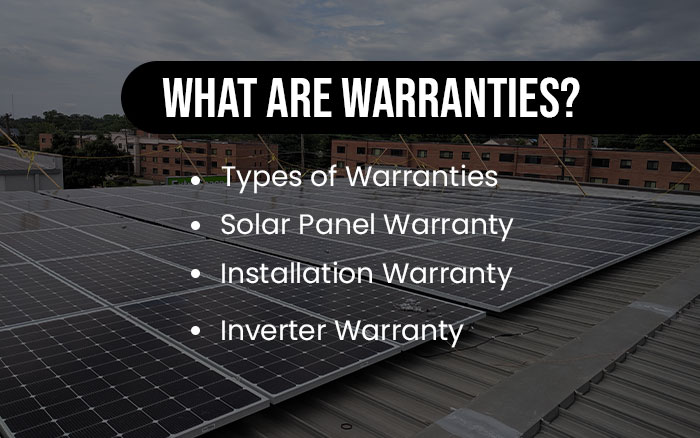 WHAT ARE WARRANTIES?
• Types of Warranties
• Solar Panel Warranty
• Installation Warranty
• Inverter Warranty